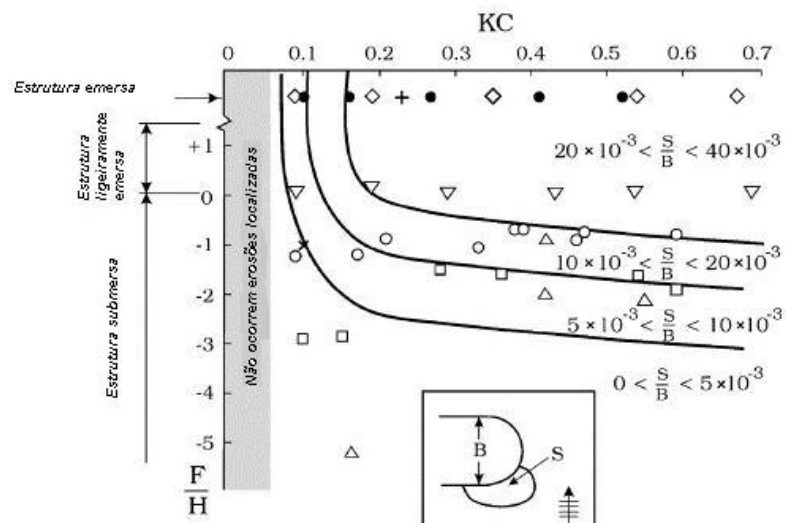 KC
0 0.1 0.2 0.3 0.4 0.5 0.6 0.7
Estrutura emersa
Estrutura
ligeiramente
emersa
+1
0
-1
-2
-3
-4
-5
Estrutura submersa
Não ocorrem erosões localizadas
20×10⁻³ < S/B < 40×10⁻³
10×10⁻³ < S/B < 20×10⁻³
5×10⁻³ < S/B < 10×10⁻³
0 < S/B < 5×10⁻³
F/H
B
S